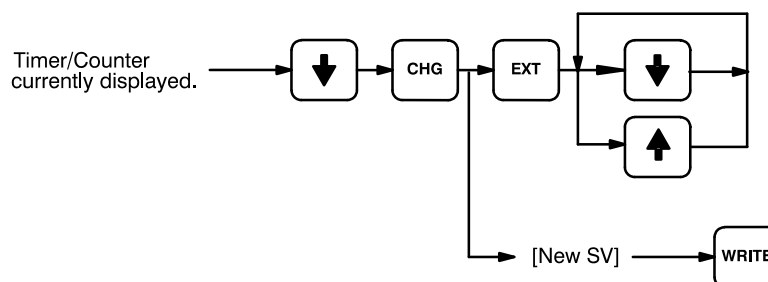 Timer/Counter
currently displayed.
CHG
EXT
[New SV]
WRITE